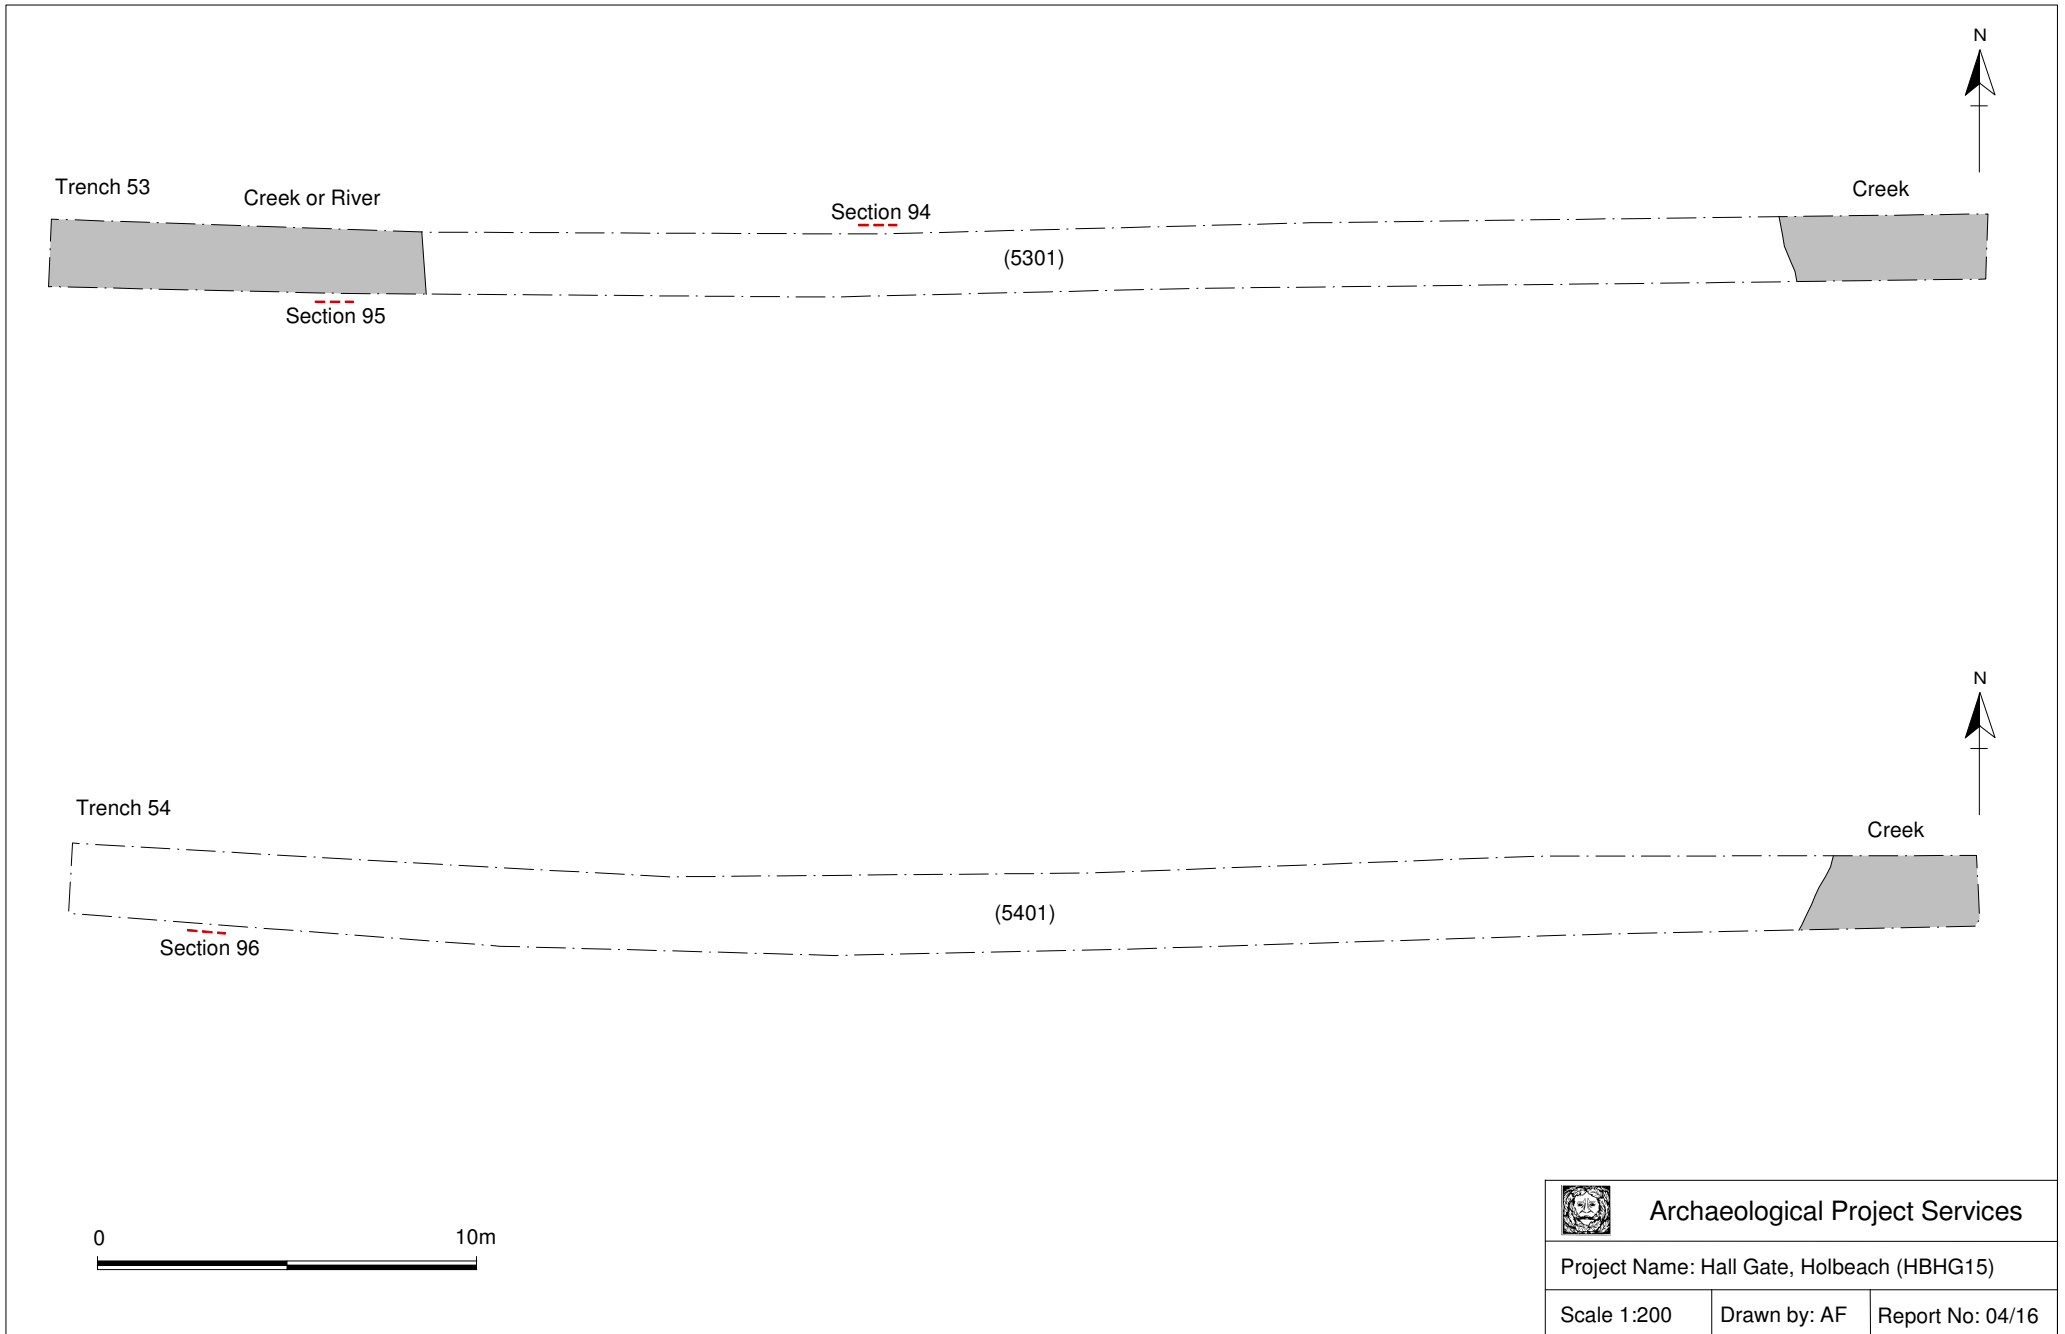 N
Trench 53
Creek or River
Section 94
Creek
(5301)
Section 95
N
Trench 54
Creek
(5401)
Section 96
0 10m
Archaeological Project Services
Project Name: Hall Gate, Holbeach (HBHG15)
Scale 1:200 Drawn by: AF Report No: 04/16